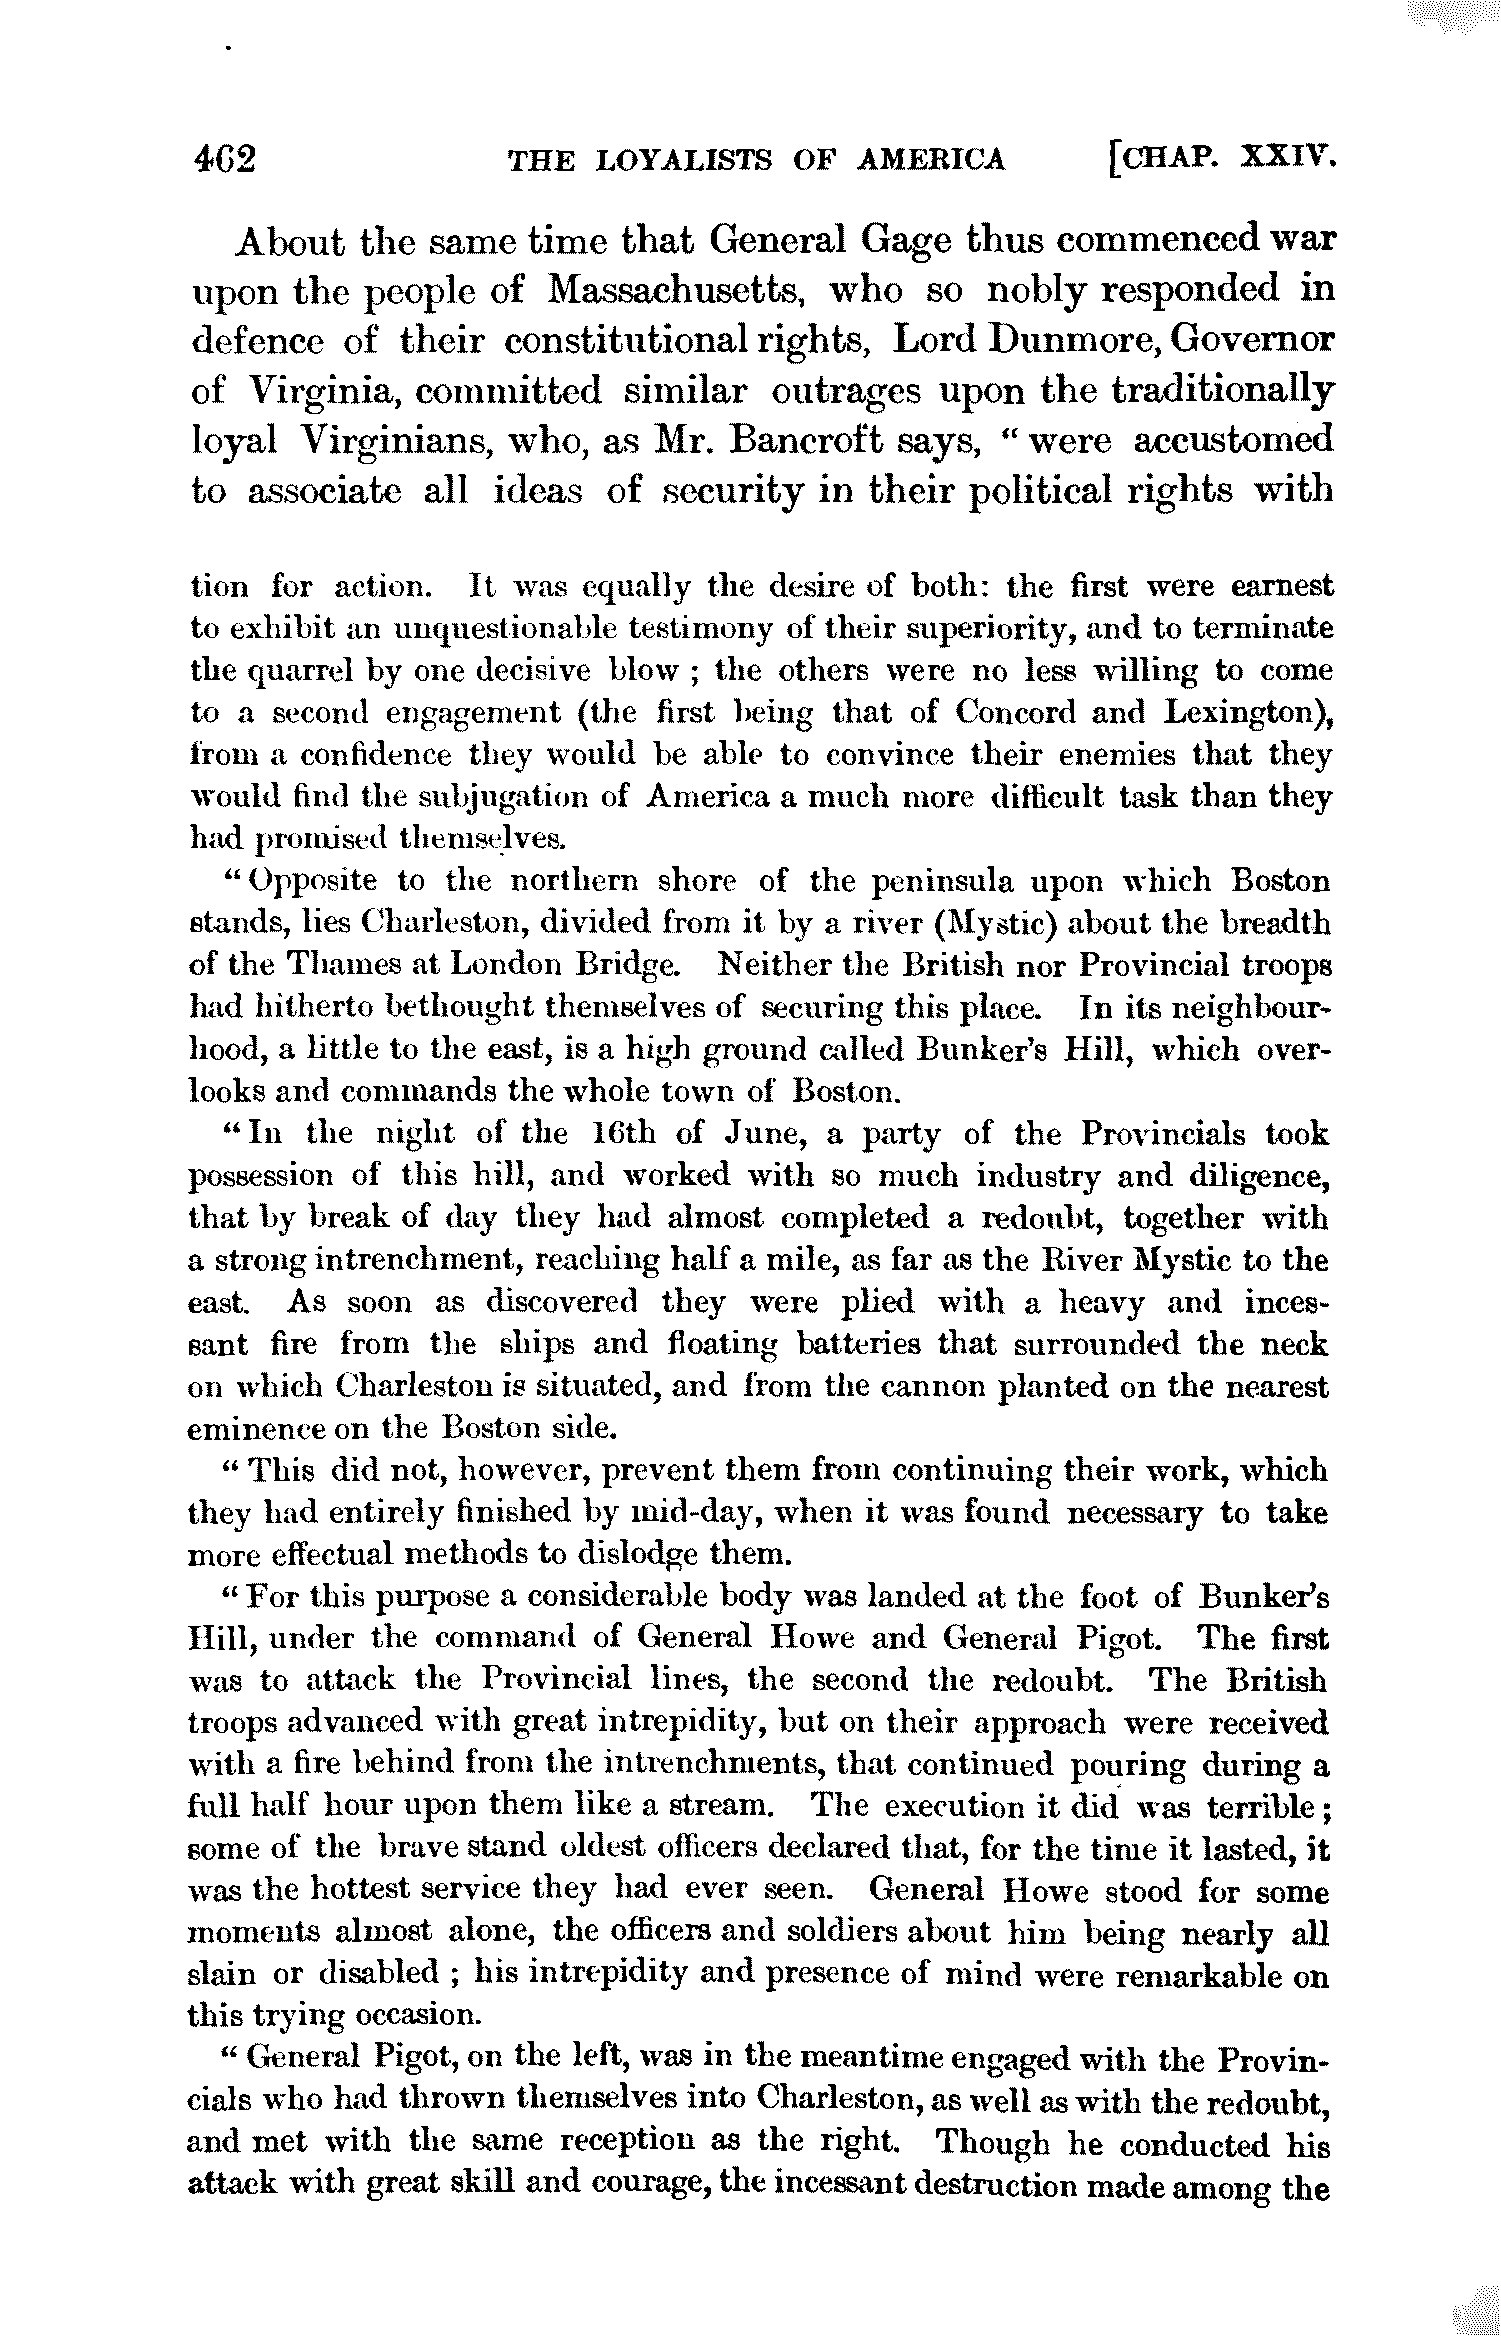 462 THE LOYALISTS OF AMERICA [CHAP. XXIV.
About the same time that General Gage thus commenced war
upon the people of Massachusetts, who so nobly responded in
defence of their constitutional rights, Lord Dunmore, Governor
of Virginia, committed similar outrages upon the traditionally
loyal Virginians, who, as Mr. Bancroft says, " were accustomed
to associate all ideas of security in their political rights with
tion for action. It was equally the desire of both: the first were earnest
to exhibit an unquestionable testimony of their superiority, and to terminate
the quarrel by one decisive blow ; the others were no less willing to come
to a second engagement (the first being that of Concord and Lexington),
from a confidence they would be able to convince their enemies that they
would find the subjugation of America a much more difficult task than they
had promised themselves.
" Opposite to the northern shore of the peninsula upon which Boston
stands, lies Charleston, divided from it by a river (Mystic) about the breadth
of the Thames at London Bridge. Neither the British nor Provincial troops
had hitherto bethought themselves of securing this place. In its neighbour-
hood, a little to the east, is a high ground called Bunker's Hill, which over-
looks and commands the whole town of Boston.
" In the night of the 16th of June, a party of the Provincials took
possession of this hill, and worked with so much industry and diligence,
that by break of day they had almost completed a redoubt, together with
a strong intrenchment, reaching half a mile, as far as the River Mystic to the
east. As soon as discovered they were plied with a heavy and inces-
sant fire from the ships and floating batteries that surrounded the neck
on which Charleston is situated, and from the cannon planted on the nearest
eminence on the Boston side.
" This did not, however, prevent them from continuing their work, which
they had entirely finished by mid-day, when it was found necessary to take
more effectual methods to dislodge them.
" For this purpose a considerable body was landed at the foot of Bunker's
Hill, under the command of General Howe and General Pigot. The first
was to attack the Provincial lines, the second the redoubt. The British
troops advanced with great intrepidity, but on their approach were received
with a fire behind from the intrenchments, that continued pouring during a
full half hour upon them like a stream. The execution it did was terrible ;
some of the brave stand oldest officers declared that, for the time it lasted, it
was the hottest service they had ever seen. General Howe stood for some
moments almost alone, the officers and soldiers about him being nearly all
slain or disabled ; his intrepidity and presence of mind were remarkable on
this trying occasion.
" General Pigot, on the left, was in the meantime engaged with the Provin-
cials who had thrown themselves into Charleston, as well as with the redoubt,
and met with the same reception as the right. Though he conducted his
attack with great skill and courage, the incessant destruction made among the